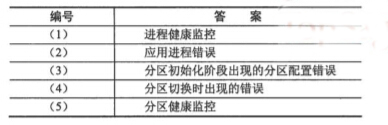 编号 答 案
（1） 进程健康监控
（2） 应用进程错误
（3） 分区初始化阶段出现的分区配置错误
（4） 分区切换时出现的错误
（5） 分区健康监控